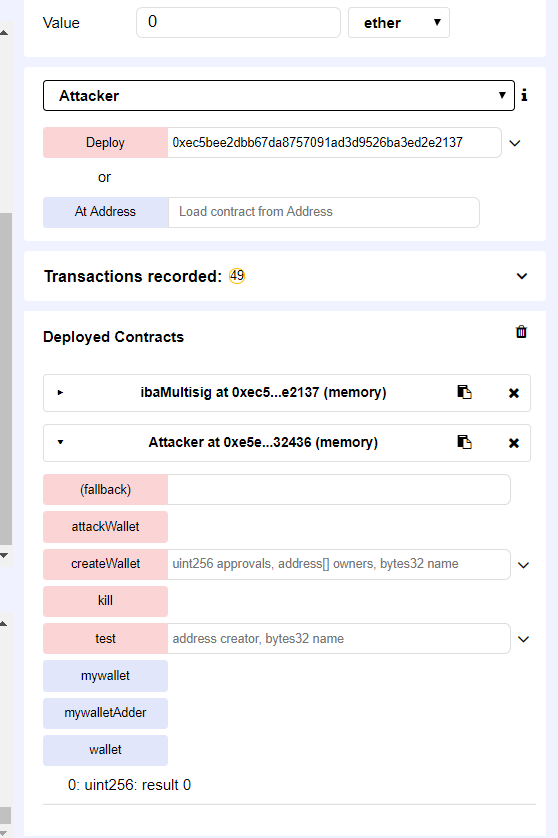 Value 0 ether
Attacker
Deploy 0xec5bee2dbb67da8757091ad3d9526ba3ed2e2137
or
At Address Load contract from Address
Transactions recorded: 49
Deployed Contracts
ibaMultisig at 0xec5...e2137 (memory)
Attacker at 0xe5e...32436 (memory)
(fallback)
attackWallet
createWallet uint256 approvals, address[] owners, bytes32 name
kill
test address creator, bytes32 name
mywallet
mywalletAdder
wallet
0: uint256: result 0